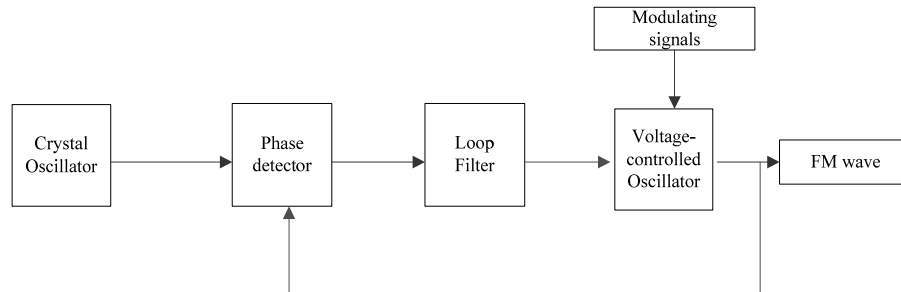 Modulating
signals
Crystal
Oscillator
Phase
detector
Loop
Filter
Voltage-
controlled
Oscillator
FM wave